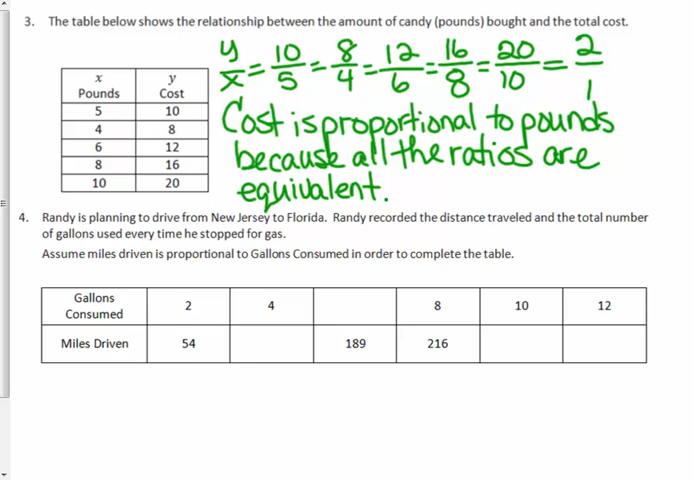 3. The table below shows the relationship between the amount of candy (pounds) bought and the total cost.
y/x = 10/5 = 8/4 = 12/6 = 16/8 = 20/10 = 2/1
x y
Pounds Cost
5 10
4 8
6 12
8 16
10 20
Cost is proportional to pounds
because all the ratios are
equivalent.
4. Randy is planning to drive from New Jersey to Florida. Randy recorded the distance traveled and the total number
of gallons used every time he stopped for gas.
Assume miles driven is proportional to Gallons Consumed in order to complete the table.
Gallons
Consumed 2 4 8 10 12
Miles Driven 54 189 216